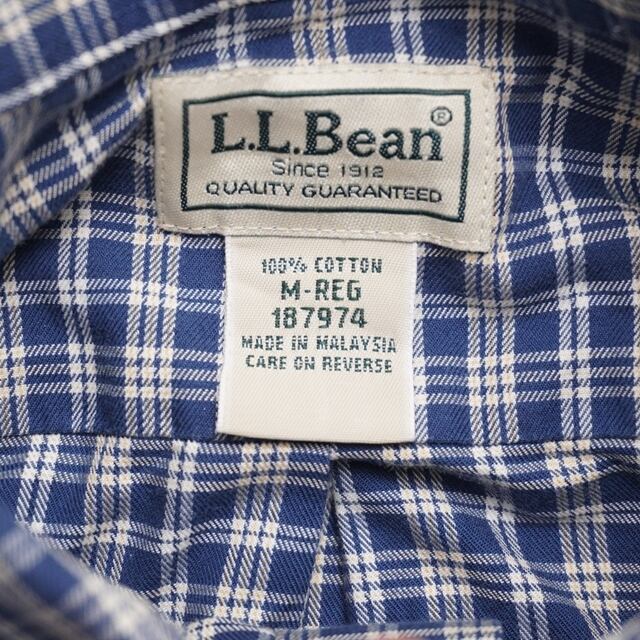 L.L.Bean®
Since 1912
QUALITY GUARANTEED
100% COTTON
M-REG
187974
MADE IN MALAYSIA
CARE ON REVERSE